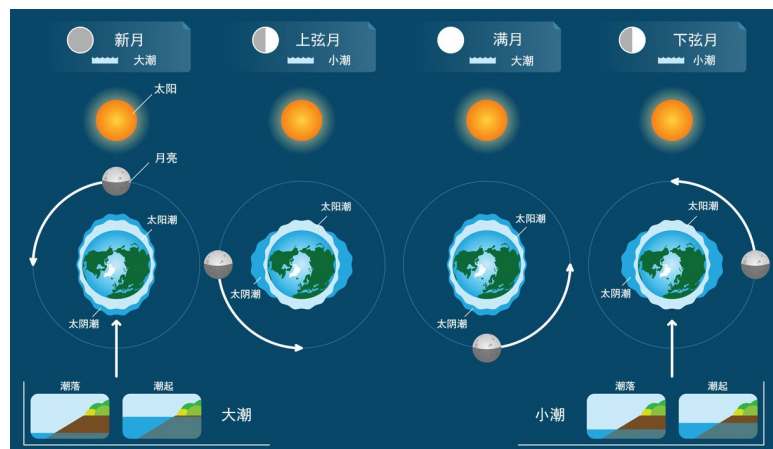 新月
大潮
上弦月
小潮
满月
大潮
下弦月
小潮
太阳
月亮
太阳潮
太阴潮
太阳潮
太阴潮
太阳潮
太阴潮
太阳潮
太阴潮
潮落
潮起
大潮
小潮
潮落
潮起